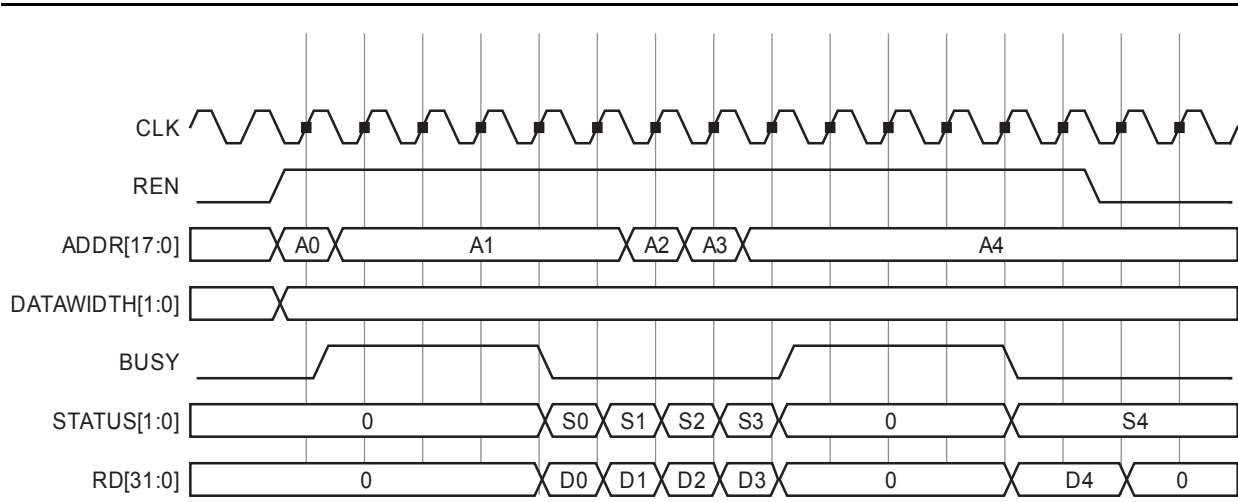 CLK
REN
ADDR[17:0] A0 A1 A2 A3 A4
DATAWIDTH[1:0]
BUSY
STATUS[1:0] 0 S0 S1 S2 S3 0 S4
RD[31:0] 0 D0 D1 D2 D3 0 D4 0